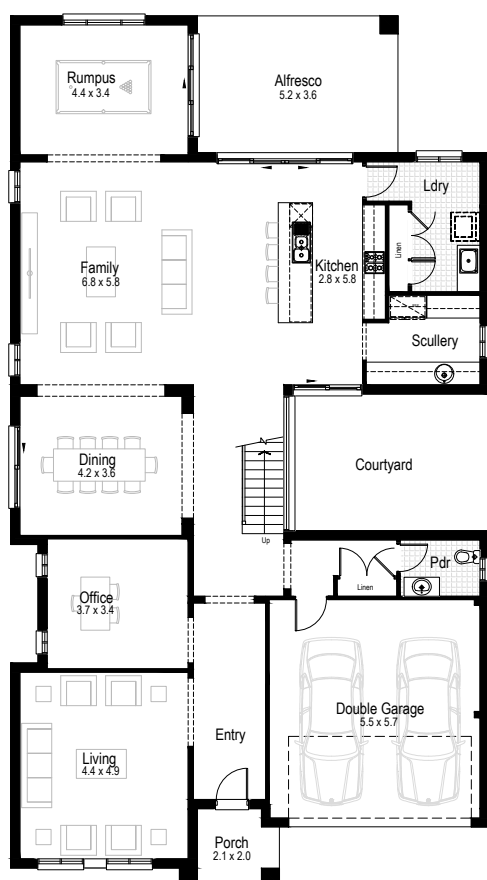 Rumpus
4.4 x 3.4
Alfresco
5.2 x 3.6
Ldry
Linen
Family
6.8 x 5.8
Kitchen
2.8 x 5.8
Scullery
Dining
4.2 x 3.6
Courtyard
Up
Pdr
Linen
Office
3.7 x 3.4
Double Garage
5.5 x 5.7
Entry
Living
4.4 x 4.9
Porch
2.1 x 2.0